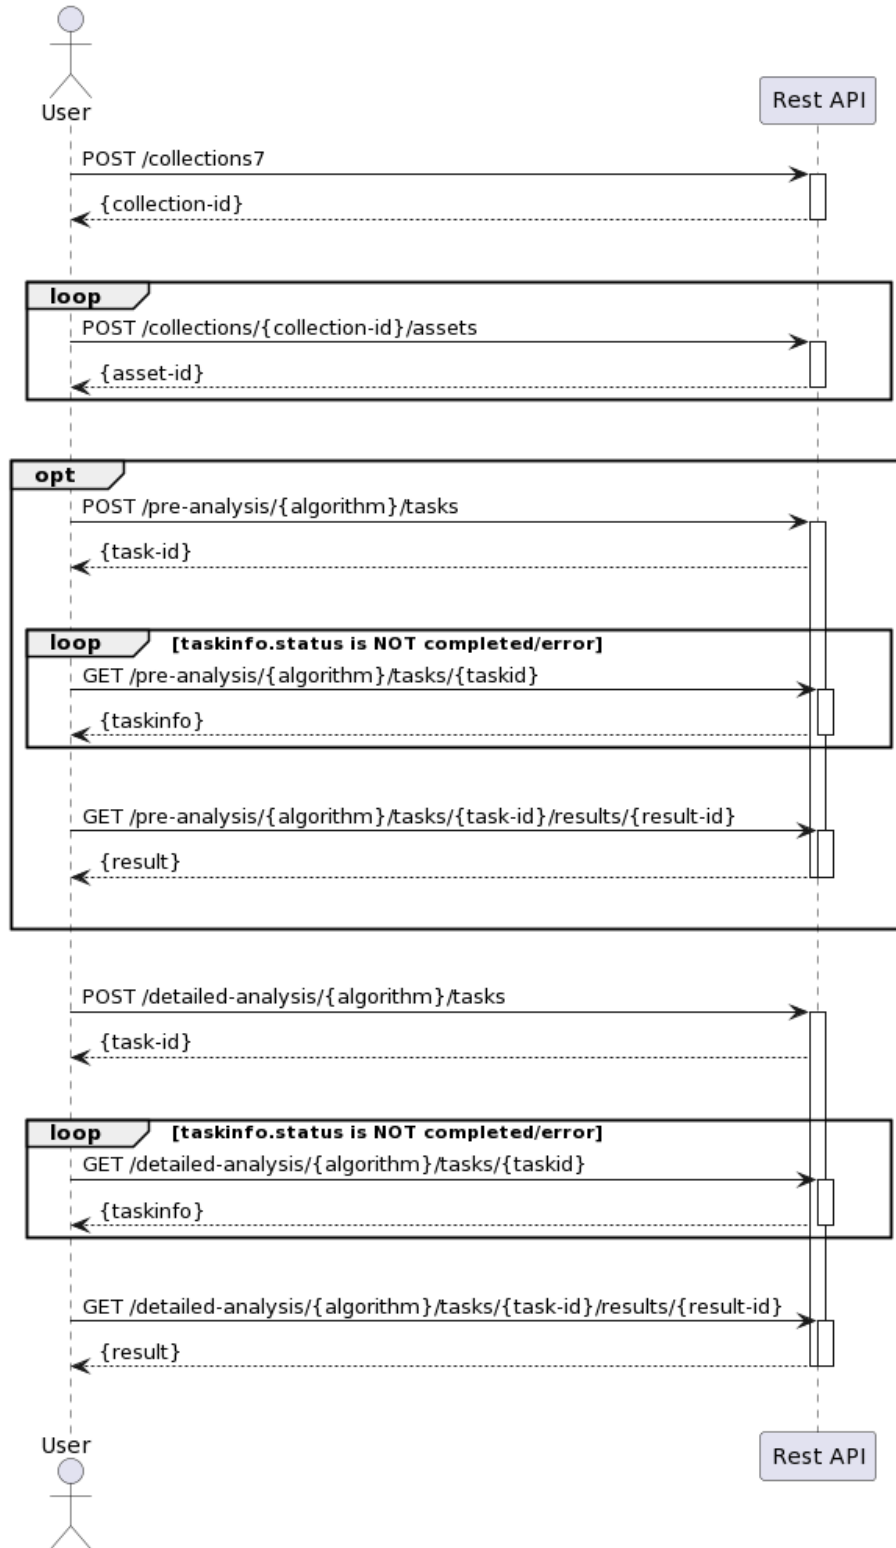 User
Rest API
POST /collections7
{collection-id}
loop
POST /collections/{collection-id}/assets
{asset-id}
opt
POST /pre-analysis/{algorithm}/tasks
{task-id}
loop [taskinfo.status is NOT completed/error]
GET /pre-analysis/{algorithm}/tasks/{taskid}
{taskinfo}
GET /pre-analysis/{algorithm}/tasks/{task-id}/results/{result-id}
{result}
POST /detailed-analysis/{algorithm}/tasks
{task-id}
loop [taskinfo.status is NOT completed/error]
GET /detailed-analysis/{algorithm}/tasks/{taskid}
{taskinfo}
GET /detailed-analysis/{algorithm}/tasks/{task-id}/results/{result-id}
{result}
User
Rest API